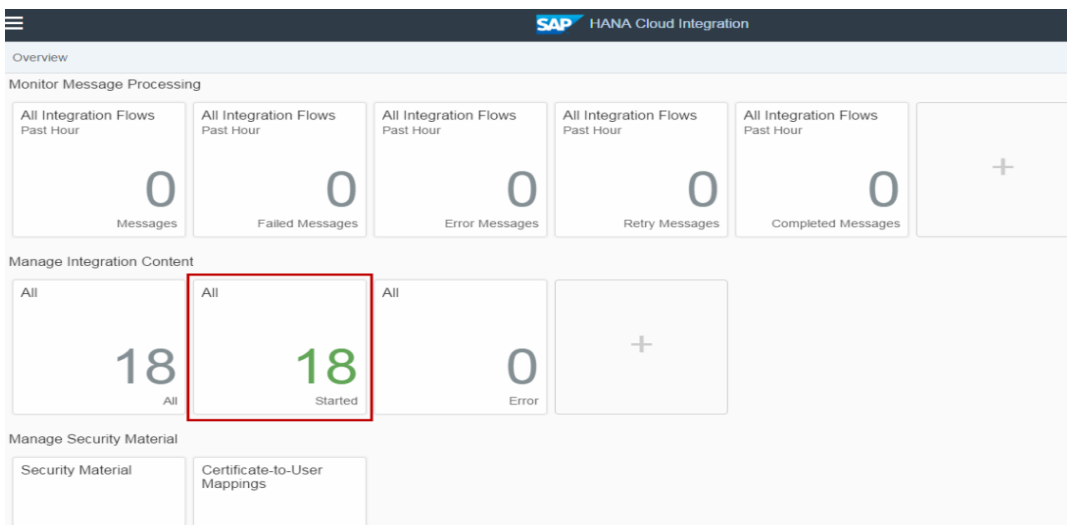 SAP HANA Cloud Integration
Overview
Monitor Message Processing
All Integration Flows
Past Hour
0
Messages
All Integration Flows
Past Hour
0
Failed Messages
All Integration Flows
Past Hour
0
Error Messages
All Integration Flows
Past Hour
0
Retry Messages
All Integration Flows
Past Hour
0
Completed Messages
+
Manage Integration Content
All
18
All
All
18
Started
All
0
Error
+
Manage Security Material
Security Material
Certificate-to-User
Mappings